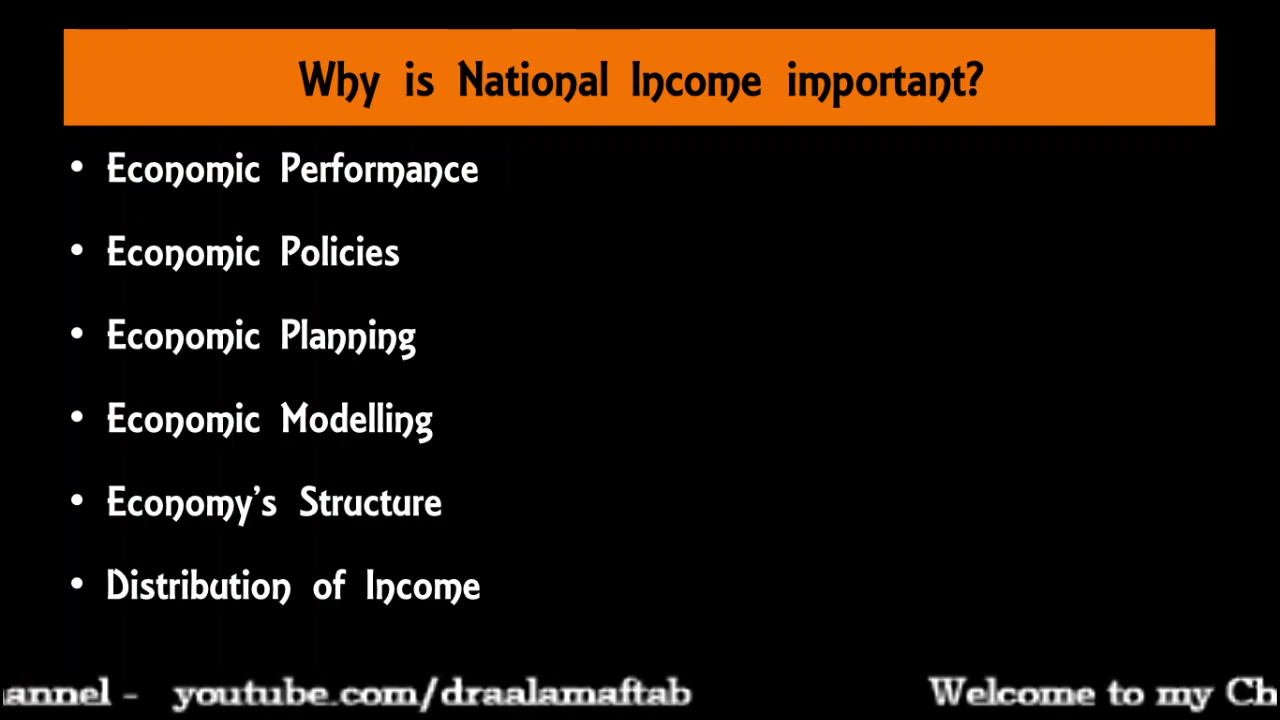 Why is National Income important?
• Economic Performance
• Economic Policies
• Economic Planning
• Economic Modelling
• Economy's Structure
• Distribution of Income
annel - youtube.com/draalamaftab Welcome to my Ch